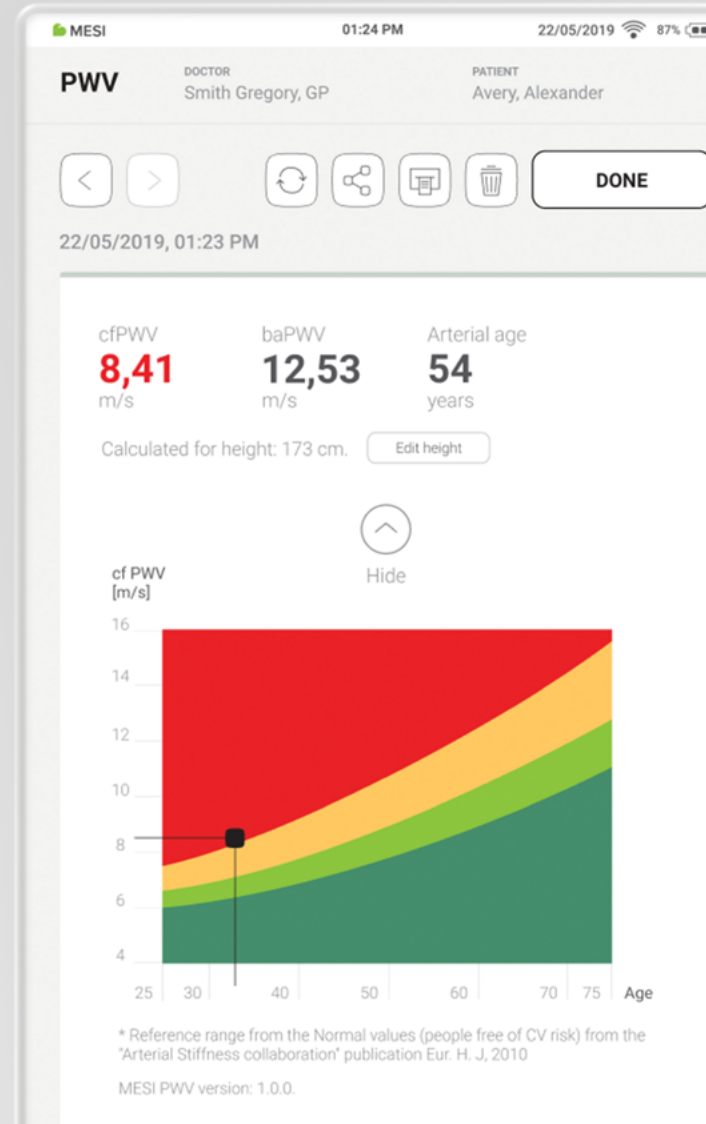 MESI 01:24 PM 22/05/2019 87%
PWV
DOCTOR
Smith Gregory, GP
PATIENT
Avery, Alexander
DONE
22/05/2019, 01:23 PM
cfPWV baPWV Arterial age
8,41 12,53 54
m/s m/s years
Calculated for height: 173 cm. Edit height
Hide
cf PWV
[m/s]
16
14
12
10
8
6
4
25 30 40 50 60 70 75 Age
* Reference range from the Normal values (people free of CV risk) from the
"Arterial Stiffness collaboration" publication Eur. H. J, 2010
MESI PWV version: 1.0.0.